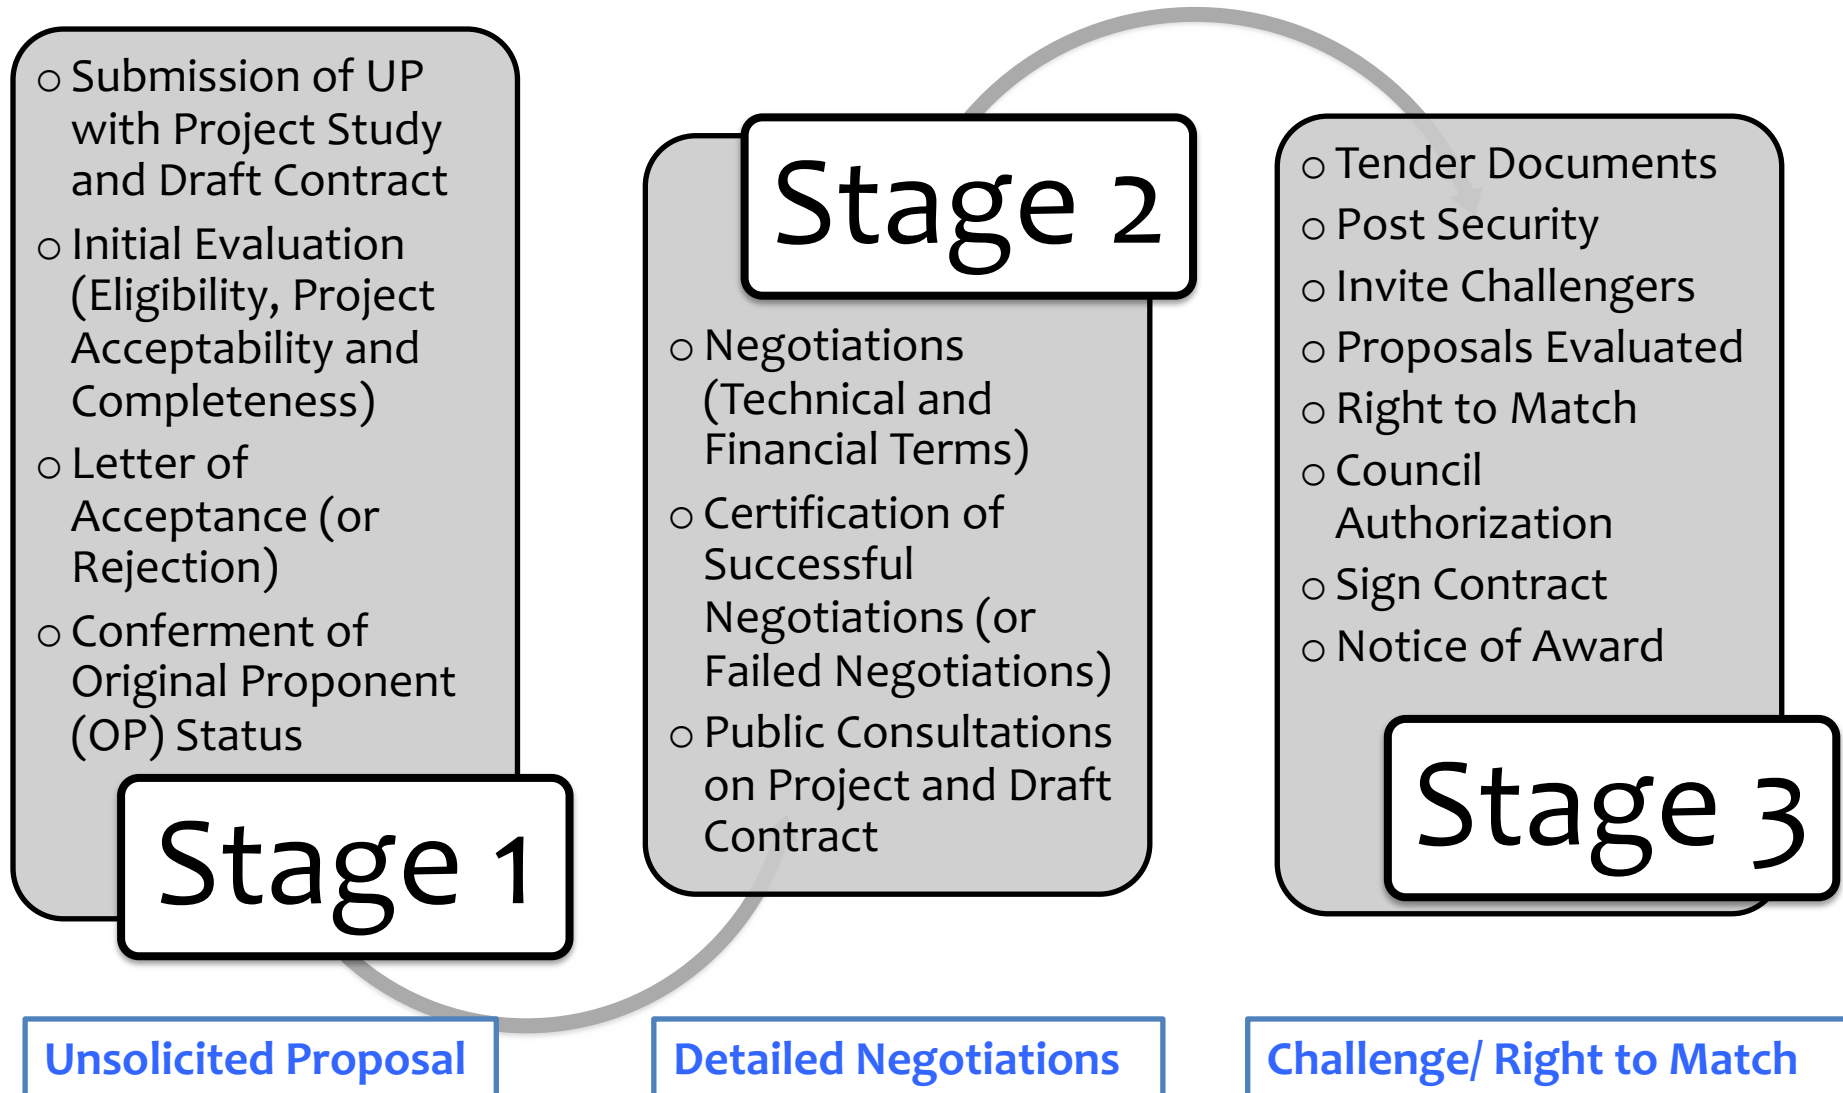 ○ Submission of UP
with Project Study
and Draft Contract
○ Initial Evaluation
(Eligibility, Project
Acceptability and
Completeness)
○ Letter of
Acceptance (or
Rejection)
○ Conferment of
Original Proponent
(OP) Status
Stage 1
Unsolicited Proposal
Stage 2
○ Negotiations
(Technical and
Financial Terms)
○ Certification of
Successful
Negotiations (or
Failed Negotiations)
○ Public Consultations
on Project and Draft
Contract
Detailed Negotiations
○ Tender Documents
○ Post Security
○ Invite Challengers
○ Proposals Evaluated
○ Right to Match
○ Council
Authorization
○ Sign Contract
○ Notice of Award
Stage 3
Challenge/ Right to Match